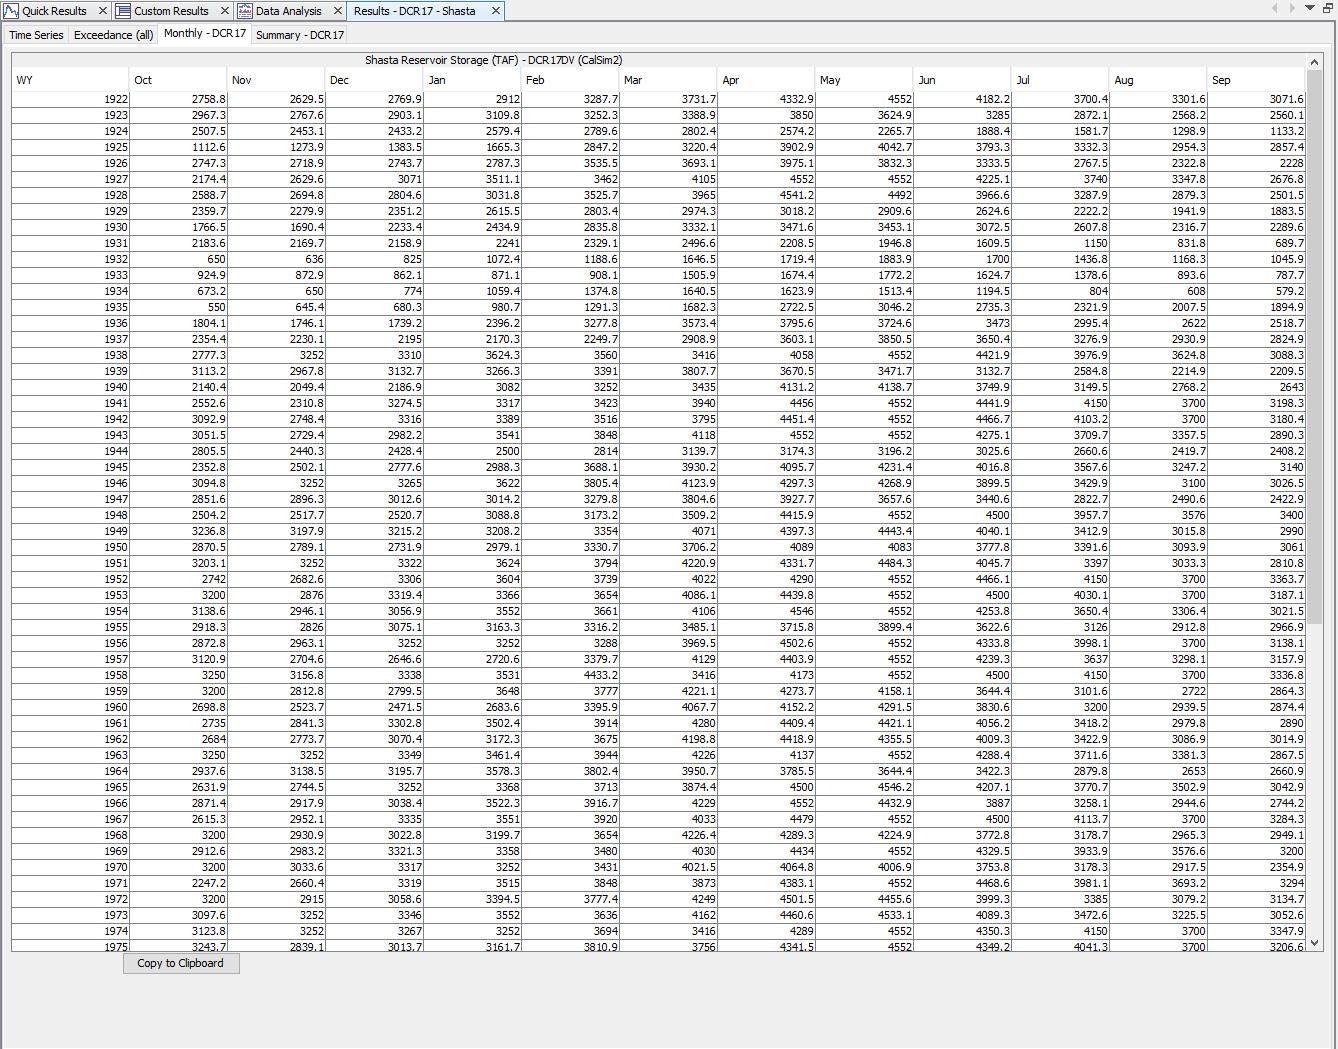 Quick Results Custom Results Data Analysis Results - DCR17 - Shasta
Time Series Exceedance (all) Monthly - DCR17 Summary - DCR17
Shasta Reservoir Storage (TAF) - DCR17DV (CalSim2)
WY Oct Nov Dec Jan Feb Mar Apr May Jun Jul Aug Sep
1922 2758.8 2629.5 2769.9 2912 3287.7 3731.7 4332.9 4552 4182.2 3700.4 3301.6 3071.6
1923 2967.3 2767.6 2903.1 3109.8 3252.3 3388.9 3850 3624.9 3285 2872.1 2568.2 2560.1
1924 2507.5 2453.1 2433.2 2579.4 2789.6 2802.4 2574.2 2265.7 1888.4 1581.7 1298.9 1133.2
1925 1112.6 1273.9 1383.5 1665.3 2847.2 3220.4 3902.9 4042.7 3793.3 3332.3 2954.3 2857.4
1926 2747.3 2718.9 2743.7 2787.3 3535.5 3693.1 3975.1 3832.3 3333.5 2767.5 2322.8 2228
1927 2174.4 2629.6 3071 3511.1 3462 4105 4552 4552 4225.1 3740 3347.8 2676.8
1928 2588.7 2694.8 2804.6 3031.8 3525.7 3965 4541.2 4492 3966.6 3287.9 2879.3 2501.5
1929 2359.7 2279.9 2351.2 2615.5 2803.4 2974.3 3018.2 2909.6 2624.6 2222.2 1941.9 1883.5
1930 1766.5 1690.4 2233.4 2434.9 2835.8 3332.1 3471.6 3453.1 3072.5 2607.8 2316.7 2289.6
1931 2183.6 2169.7 2158.9 2241 2329.1 2496.6 2208.5 1946.8 1609.5 1150 831.8 689.7
1932 650 636 825 1072.4 1188.6 1646.5 1719.4 1883.9 1700 1436.8 1168.3 1045.9
1933 924.9 872.9 862.1 871.1 908.1 1505.9 1674.4 1772.2 1624.7 1378.6 893.6 787.7
1934 673.2 650 774 1059.4 1374.8 1640.5 1623.9 1513.4 1194.5 804 608 579.2
1935 550 645.4 680.3 980.7 1291.3 1682.3 2722.5 3046.2 2735.3 2321.9 2007.5 1894.9
1936 1804.1 1746.1 1739.2 2396.2 3277.8 3573.4 3795.6 3724.6 3473 2995.4 2622 2518.7
1937 2354.4 2230.1 2195 2170.3 2249.7 2908.9 3603.1 3850.5 3650.4 3276.9 2930.9 2824.9
1938 2777.3 3252 3310 3624.3 3560 3416 4058 4552 4421.9 3976.9 3624.8 3088.3
1939 3113.2 2967.8 3132.7 3266.3 3391 3807.7 3670.5 3471.7 3132.7 2584.8 2214.9 2209.5
1940 2140.4 2049.4 2186.9 3082 3252 3435 4131.2 4138.7 3749.9 3149.5 2768.2 2643
1941 2552.6 2310.8 3274.5 3317 3423 3940 4456 4552 4441.9 4150 3700 3198.3
1942 3092.9 2748.4 3316 3389 3516 3795 4451.4 4552 4466.7 4103.2 3700 3180.4
1943 3051.5 2729.4 2982.2 3541 3848 4118 4552 4552 4275.1 3709.7 3357.5 2890.3
1944 2805.5 2440.3 2428.4 2500 2814 3139.7 3174.3 3196.2 3025.6 2660.6 2419.7 2408.2
1945 2352.8 2502.1 2777.6 2988.3 3688.1 3930.2 4095.7 4231.4 4016.8 3567.6 3247.2 3140
1946 3094.8 3252 3265 3622 3805.4 4123.9 4297.3 4268.9 3899.5 3429.9 3100 3026.5
1947 2851.6 2896.3 3012.6 3014.2 3279.8 3804.6 3927.7 3657.6 3440.6 2822.7 2490.6 2422.9
1948 2504.2 2517.7 2520.7 3088.8 3173.2 3509.2 4415.9 4552 4500 3957.7 3576 3400
1949 3236.8 3197.9 3215.2 3208.2 3354 4071 4397.3 4443.4 4040.1 3412.9 3015.8 2990
1950 2870.5 2789.1 2731.9 2979.1 3330.7 3706.2 4089 4083 3777.8 3391.6 3093.9 3061
1951 3203.1 3252 3322 3624 3794 4220.9 4331.7 4484.3 4045.7 3397 3033.3 2810.8
1952 2742 2682.6 3306 3604 3739 4022 4290 4552 4466.1 4150 3700 3363.7
1953 3200 2876 3319.4 3366 3654 4086.1 4439.8 4552 4500 4030.1 3700 3187.1
1954 3138.6 2946.1 3056.9 3552 3661 4106 4546 4552 4253.8 3650.4 3306.4 3021.5
1955 2918.3 2826 3075.1 3163.3 3316.2 3485.1 3715.8 3899.4 3622.6 3126 2912.8 2966.9
1956 2872.8 2963.1 3252 3252 3288 3969.5 4502.6 4552 4333.8 3998.1 3700 3138.1
1957 3120.9 2704.6 2646.6 2720.6 3379.7 4129 4403.9 4552 4239.3 3637 3298.1 3157.9
1958 3250 3156.8 3338 3531 4433.2 3416 4173 4552 4500 4150 3700 3336.8
1959 3200 2812.8 2799.5 3648 3777 4221.1 4273.7 4158.1 3644.4 3101.6 2722 2864.3
1960 2698.8 2523.7 2471.5 2683.6 3395.9 4067.7 4152.2 4291.5 3830.6 3200 2939.5 2874.4
1961 2735 2841.3 3302.8 3502.4 3914 4280 4409.4 4421.1 4056.2 3418.2 2979.8 2890
1962 2684 2773.7 3070.4 3172.3 3675 4198.8 4418.9 4355.5 4009.3 3422.9 3086.9 3014.9
1963 3250 3252 3349 3461.4 3944 4226 4137 4552 4288.4 3711.6 3381.3 2867.5
1964 2937.6 3138.5 3195.7 3578.3 3802.4 3950.7 3785.5 3644.4 3422.3 2879.8 2653 2660.9
1965 2631.9 2744.5 3252 3368 3713 3874.4 4500 4546.2 4207.1 3770.7 3502.9 3042.9
1966 2871.4 2917.9 3038.4 3522.3 3916.7 4229 4552 4432.9 3887 3258.1 2944.6 2744.2
1967 2615.3 2952.1 3335 3551 3920 4033 4479 4552 4500 4113.7 3700 3284.3
1968 3200 2930.9 3022.8 3199.7 3654 4226.4 4289.3 4224.9 3772.8 3178.7 2965.3 2949.1
1969 2912.6 2983.2 3321.3 3358 3480 4030 4434 4552 4329.5 3933.9 3576.6 3200
1970 3200 3033.6 3317 3252 3431 4021.5 4064.8 4006.9 3753.8 3178.3 2917.5 2354.9
1971 2247.2 2660.4 3319 3515 3848 3873 4383.1 4552 4468.6 3981.1 3693.2 3294
1972 3200 2915 3058.6 3394.5 3777.4 4249 4501.5 4455.6 3999.3 3385 3079.2 3134.7
1973 3097.6 3252 3346 3552 3636 4162 4460.6 4533.1 4089.3 3472.6 3225.5 3052.6
1974 3123.8 3252 3267 3252 3694 3416 4289 4552 4350.3 4150 3700 3347.9
1975 3243.7 2839.1 3013.7 3161.7 3810.9 3756 4341.5 4552 4349.2 4041.3 3700 3206.6
Copy to Clipboard